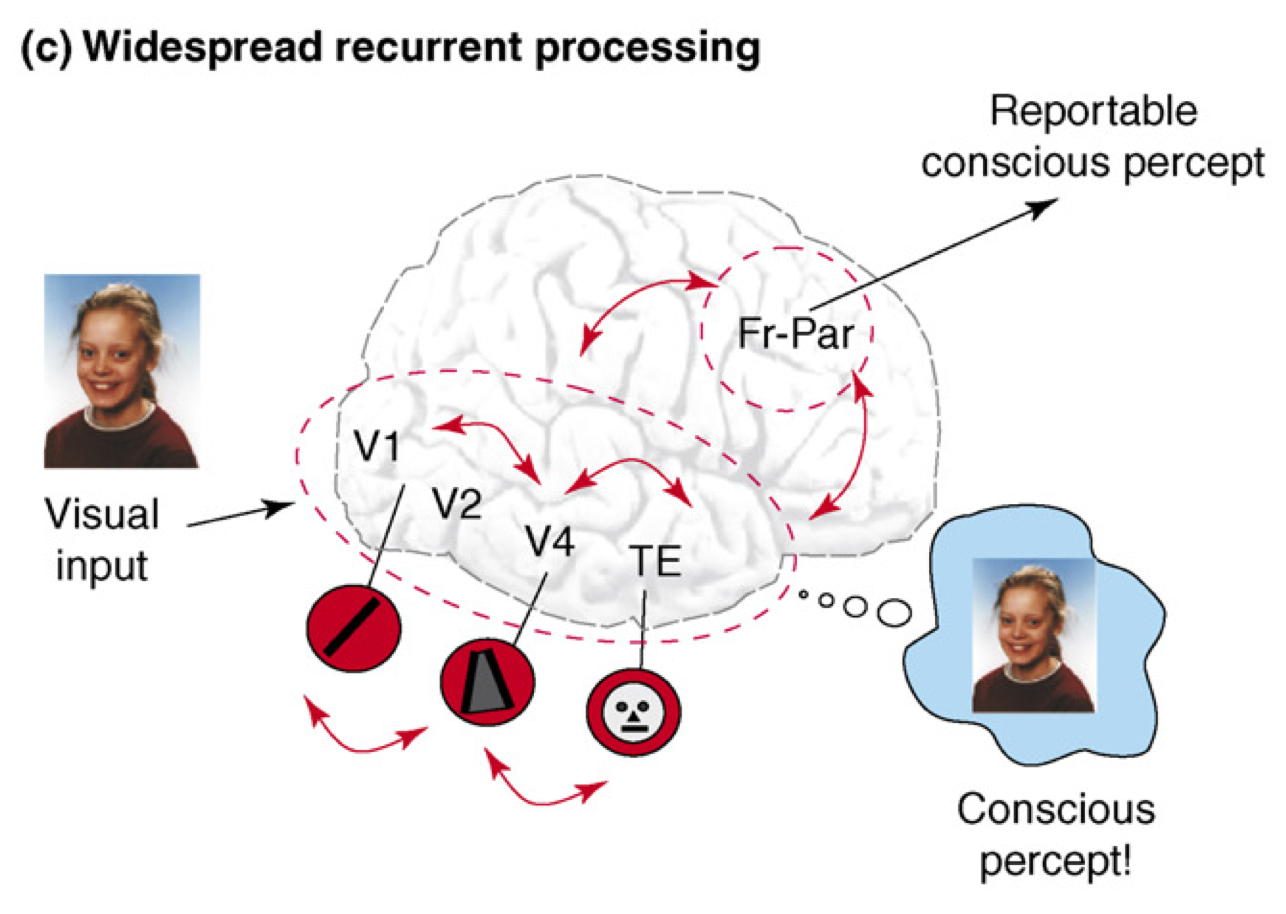 (c) Widespread recurrent processing
Reportable
conscious percept
Fr-Par
V1
V2
V4
TE
Visual
input
Conscious
percept!